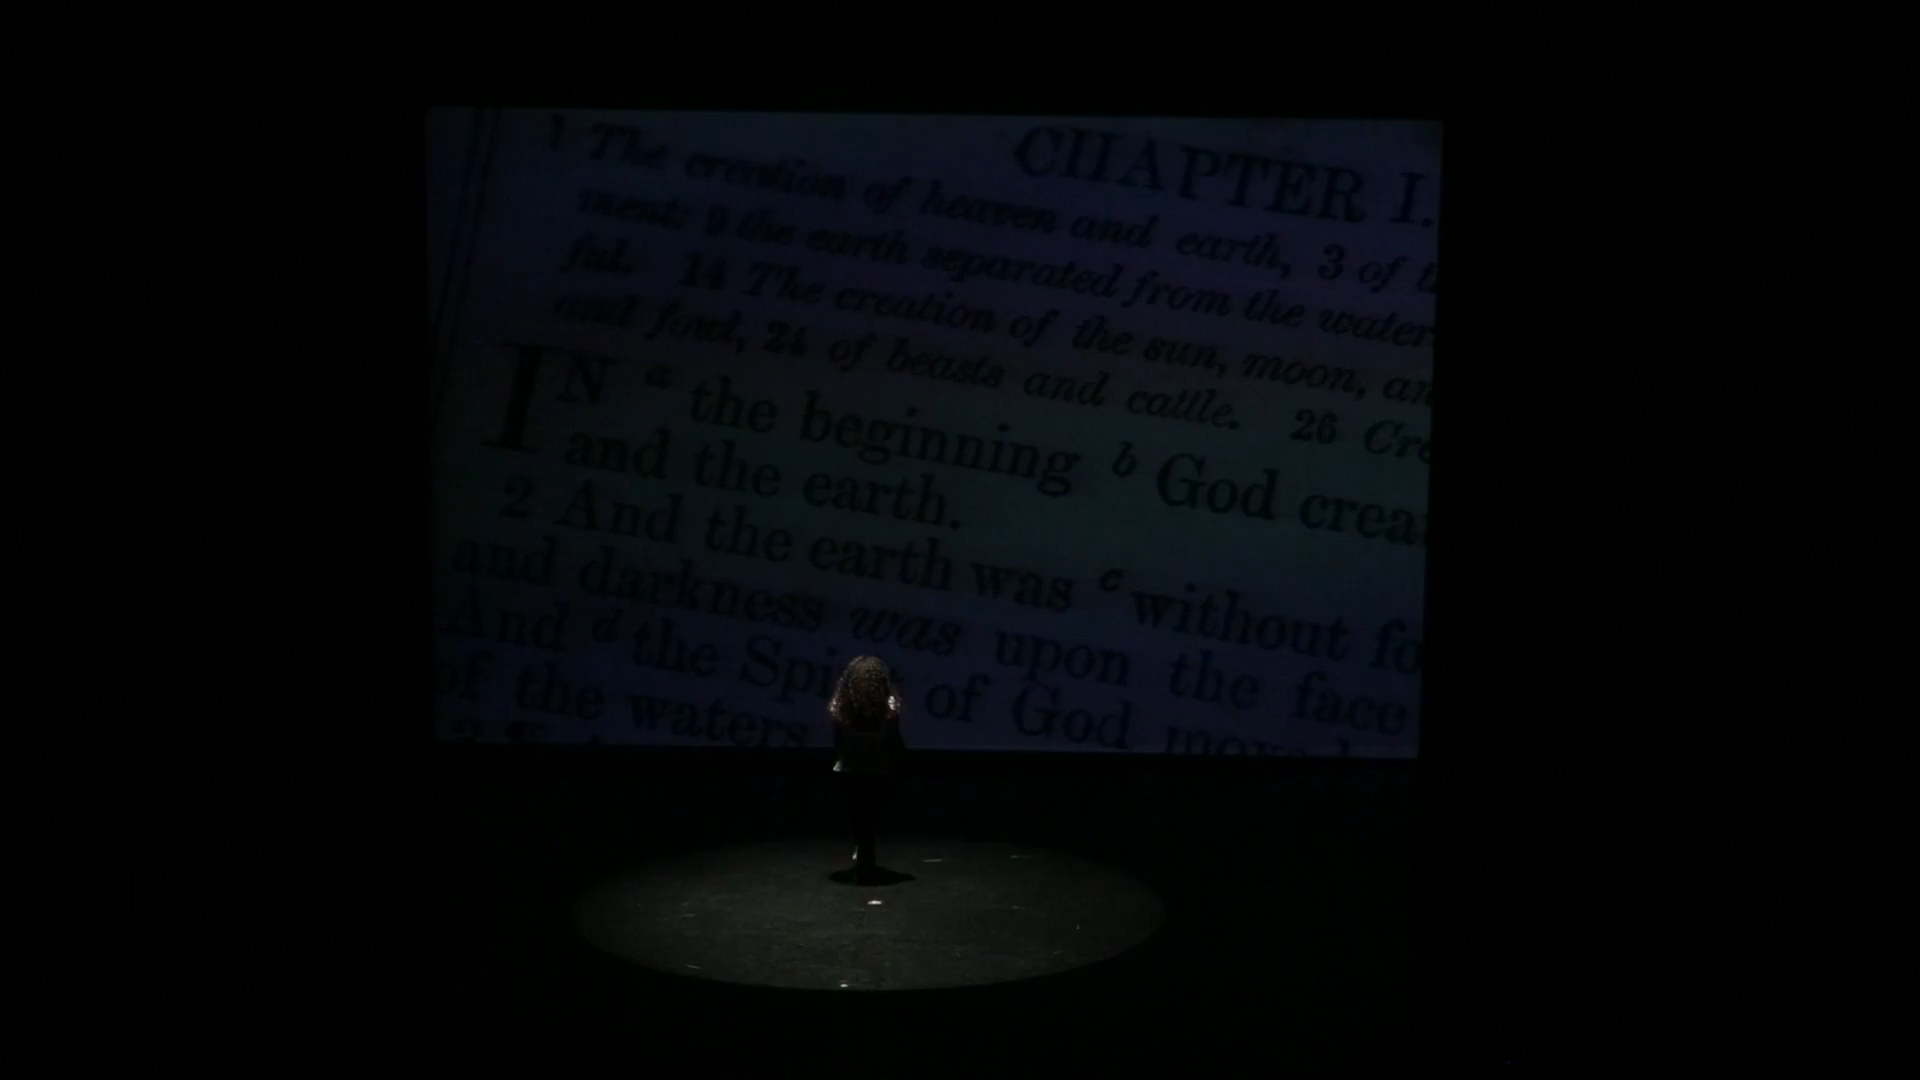 CHAPTER I.
1 The creation of heaven and earth, 3 of t
ment: 9 the earth separated from the water
ful. 14 The creation of the sun, moon, an
and fowl, 24 of beasts and cattle. 26 Cre
IN a the beginning b God crea
and the earth.
2 And the earth was c without fo
and darkness was upon the face
And d the Spi of God moved
of the waters